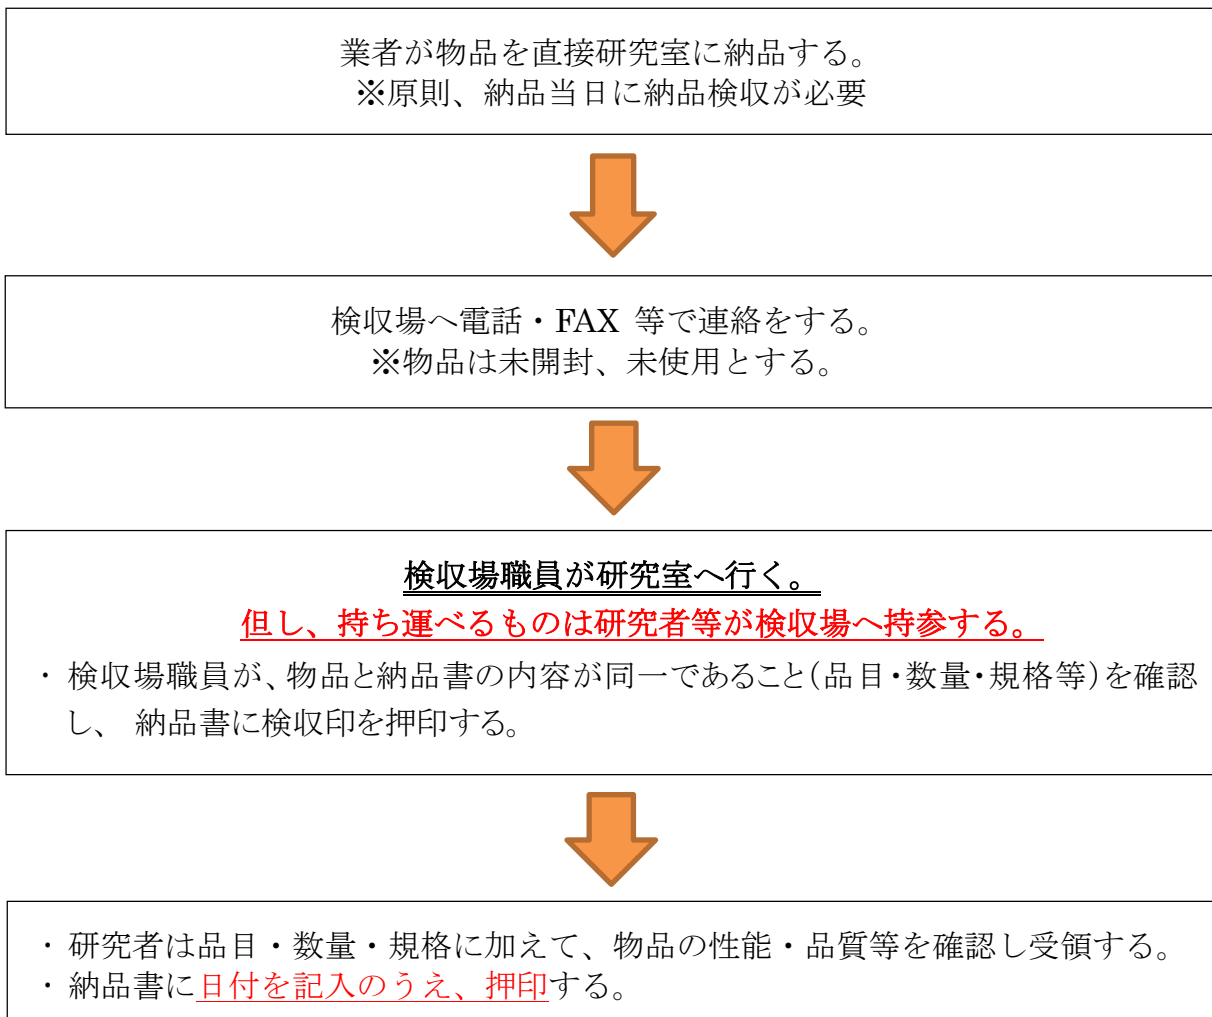 業者が物品を直接研究室に納品する。
※原則、納品当日に納品検収が必要
検収場へ電話・FAX 等で連絡をする。
※物品は未開封、未使用とする。
検収場職員が研究室へ行く。
但し、持ち運べるものは研究者等が検収場へ持参する。
・検収場職員が、物品と納品書の内容が同一であること(品目・数量・規格等)を確認
し、 納品書に検収印を押印する。
・研究者は品目・数量・規格に加えて、物品の性能・品質等を確認し受領する。
・納品書に日付を記入のうえ、押印する。